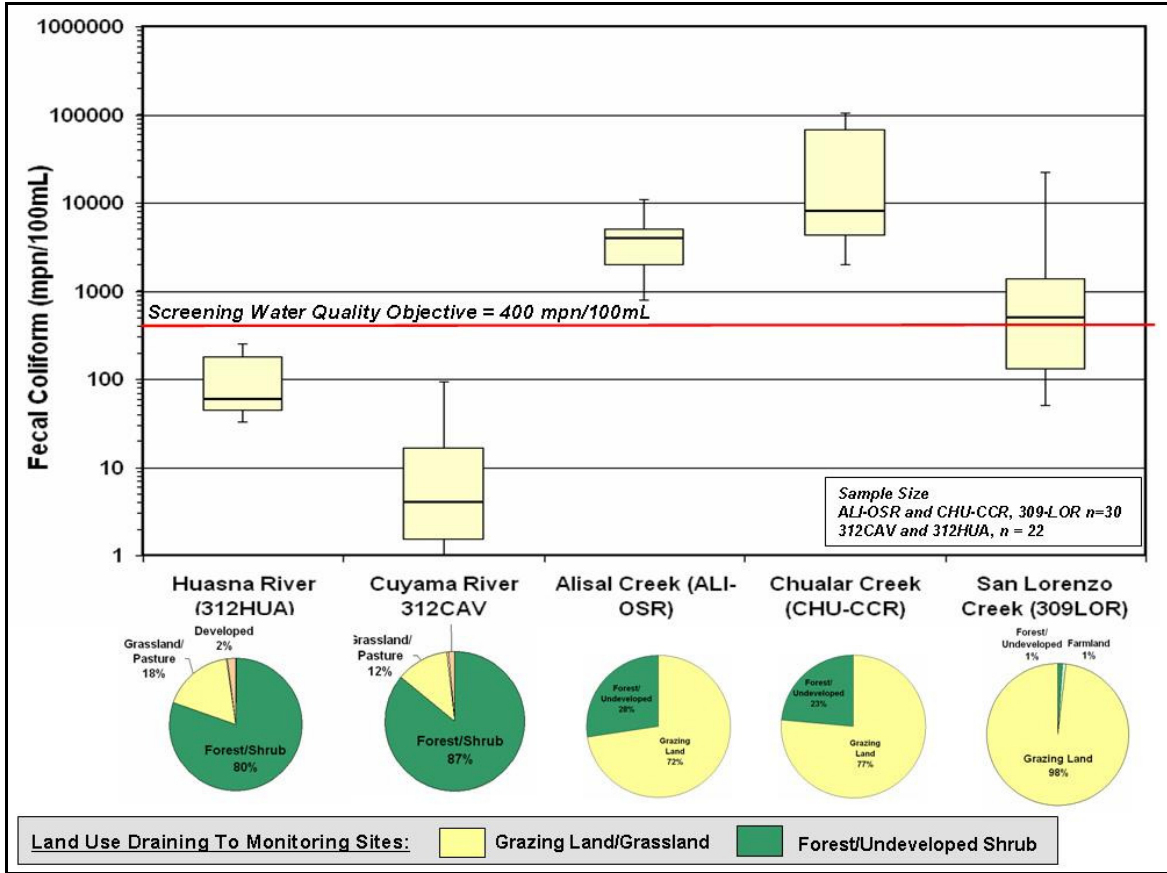 1000000
100000
10000
1000
100
10
1
Fecal Coliform (mpn/100mL)
Screening Water Quality Objective = 400 mpn/100mL
Sample Size
ALI-OSR and CHU-CCR, 309-LOR n=30
312CAV and 312HUA, n = 22
Huasna River
(312HUA)
Cuyama River
312CAV
Alisal Creek (ALI-
OSR)
Chualar Creek
(CHU-CCR)
San Lorenzo
Creek (309LOR)
Developed
2%
Grassland/
Pasture
18%
Forest/Shrub
80%
Grassland/
Pasture
12%
Forest/Shrub
87%
Forest/
Undeveloped
28%
Grazing
Land
72%
Forest/
Undeveloped
23%
Grazing
Land
77%
Forest/
Undeveloped
1%
Farmland
1%
Grazing Land
98%
Land Use Draining To Monitoring Sites:
Grazing Land/Grassland
Forest/Undeveloped Shrub